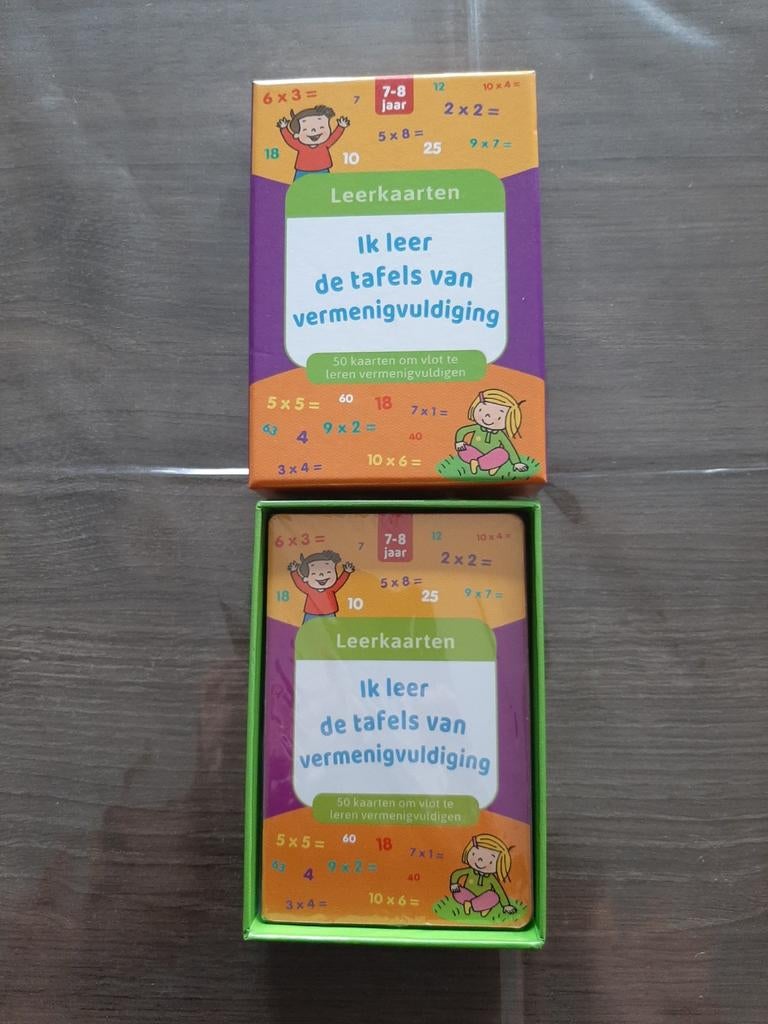 6 x 3 =
7
7-8
jaar
12
10 x 4 =
2 x 2 =
5 x 8 =
18
10
25
9 x 7 =
Leerkaarten
Ik leer
de tafels van
vermenigvuldiging
50 kaarten om vlot te
leren vermenigvuldigen
5 x 5 =
60
18
7 x 1 =
63
4
9 x 2 =
40
3 x 4 =
10 x 6 =
6 x 3 =
7
7-8
jaar
12
10 x 4 =
2 x 2 =
5 x 8 =
18
10
25
9 x 7 =
Leerkaarten
Ik leer
de tafels van
vermenigvuldiging
50 kaarten om vlot te
leren vermenigvuldigen
5 x 5 =
60
18
7 x 1 =
63
4
9 x 2 =
40
3 x 4 =
10 x 6 =